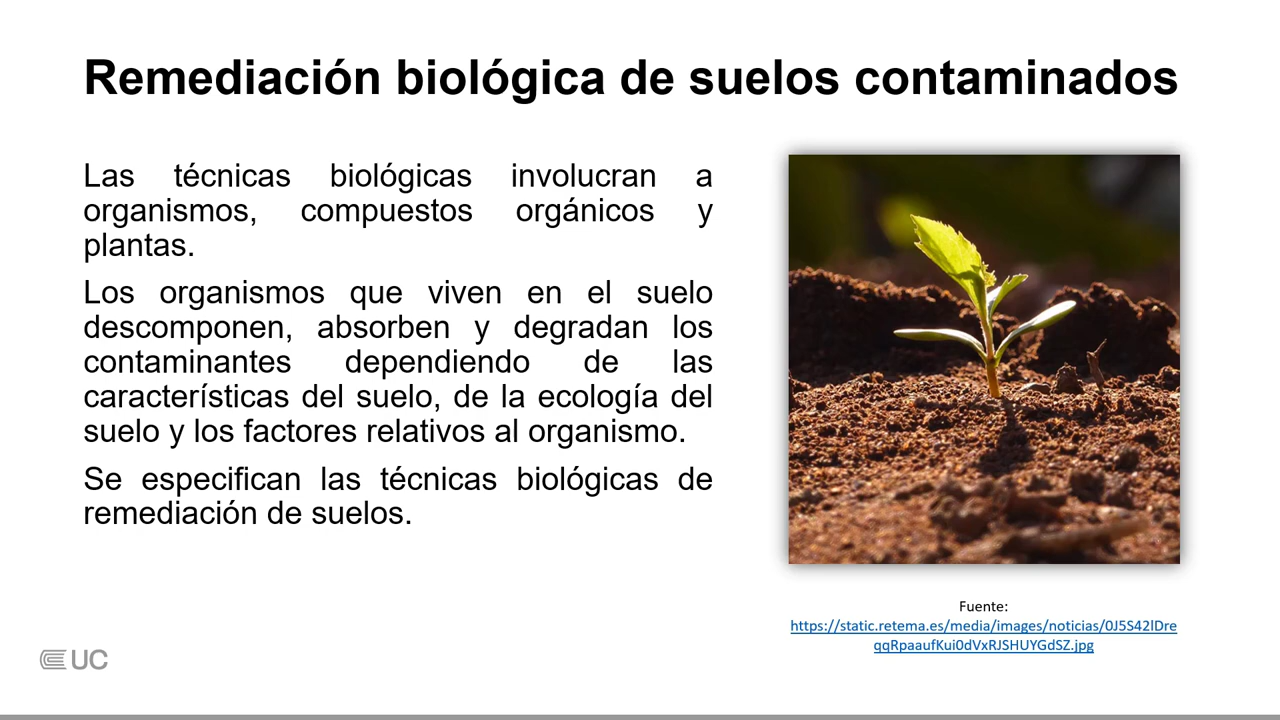 Remediación biológica de suelos contaminados
Las técnicas biológicas involucran a
organismos, compuestos orgánicos y
plantas.
Los organismos que viven en el suelo
descomponen, absorben y degradan los
contaminantes dependiendo de las
características del suelo, de la ecología del
suelo y los factores relativos al organismo.
Se especifican las técnicas biológicas de
remediación de suelos.
Fuente:
https://static.retema.es/media/images/noticias/0J5S42lDre
qqRpaaufKui0dVxRJSHUYGdSZ.jpg
UC